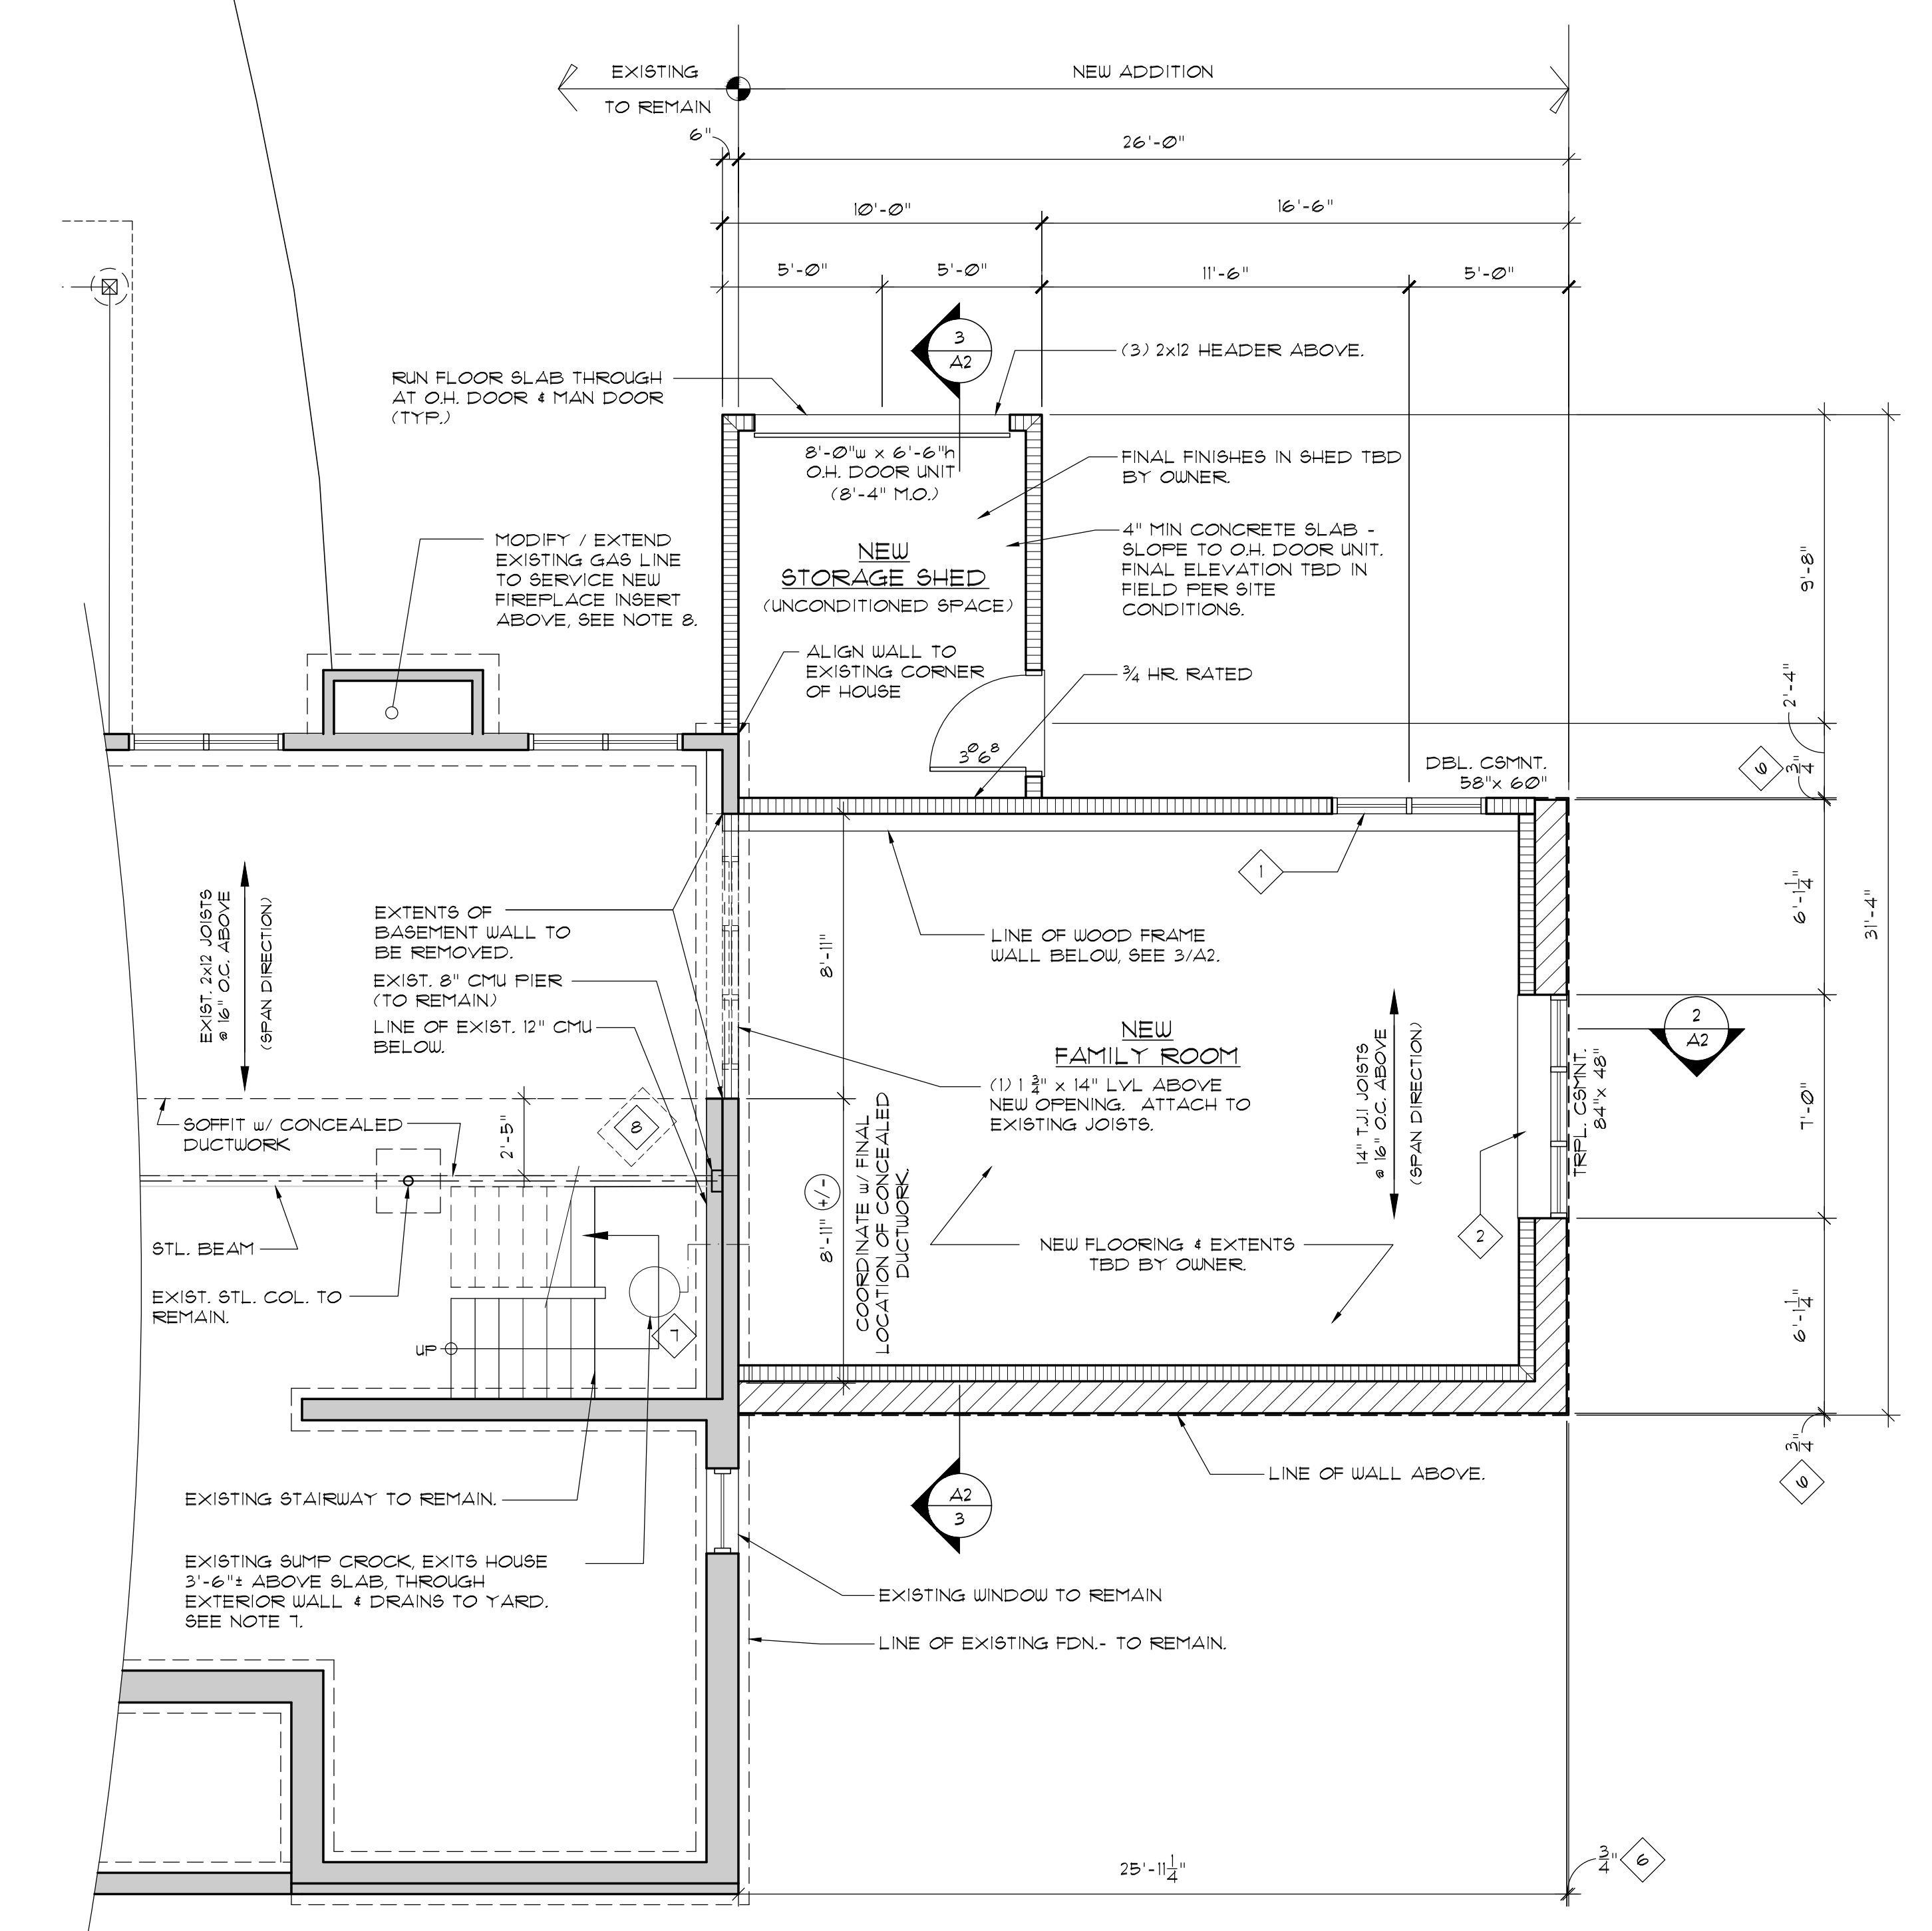 EXISTING
TO REMAIN
NEW ADDITION
6"
26'-0"
10'-0"
16'-6"
5'-0"
5'-0"
11'-6"
5'-0"
3
A2
(3) 2x12 HEADER ABOVE.
RUN FLOOR SLAB THROUGH
AT O.H. DOOR & MAN DOOR
(TYP.)
8'-0"w x 6'-6"h
O.H. DOOR UNIT
(8'-4" M.O.)
FINAL FINISHES IN SHED TBD
BY OWNER.
4" MIN CONCRETE SLAB -
SLOPE TO O.H. DOOR UNIT.
FINAL ELEVATION TBD IN
FIELD PER SITE
CONDITIONS.
MODIFY / EXTEND
EXISTING GAS LINE
TO SERVICE NEW
FIREPLACE INSERT
ABOVE, SEE NOTE 8.
NEW
STORAGE SHED
(UNCONDITIONED SPACE)
ALIGN WALL TO
EXISTING CORNER
OF HOUSE
¾ HR. RATED
3⁰6⁸
DBL. CSMNT.
58"x 60"
9'-8"
2'-4"
6
3/4"
31'-4"
6'-1 1/4"
1
EXIST. 2x12 JOISTS
@ 16" O.C. ABOVE
(SPAN DIRECTION)
EXTENTS OF
BASEMENT WALL TO
BE REMOVED.
EXIST. 8" CMU PIER
(TO REMAIN)
LINE OF EXIST. 12" CMU
BELOW.
8'-11"
LINE OF WOOD FRAME
WALL BELOW, SEE 3/A2.
NEW
FAMILY ROOM
(1) 1 3/4" x 14" LVL ABOVE
NEW OPENING. ATTACH TO
EXISTING JOISTS.
14" TJI JOISTS
@ 16" O.C. ABOVE
(SPAN DIRECTION)
TRPL. CSMNT.
84"x 48"
2
A2
7'-0"
SOFFIT w/ CONCEALED
DUCTWORK
2'-5"
8
8'-11" +/-
COORDINATE w/ FINAL
LOCATION OF CONCEALED
DUCTWORK.
2
STL. BEAM
NEW FLOORING & EXTENTS
TBD BY OWNER.
EXIST. STL. COL. TO
REMAIN.
6'-1 1/4"
UP
7
3/4"
6
LINE OF WALL ABOVE.
A2
3
EXISTING STAIRWAY TO REMAIN.
EXISTING SUMP CROCK, EXITS HOUSE
3'-6"± ABOVE SLAB, THROUGH
EXTERIOR WALL & DRAINS TO YARD.
SEE NOTE 7.
EXISTING WINDOW TO REMAIN
LINE OF EXISTING FDN.- TO REMAIN.
25'-11 1/4"
3/4"
6